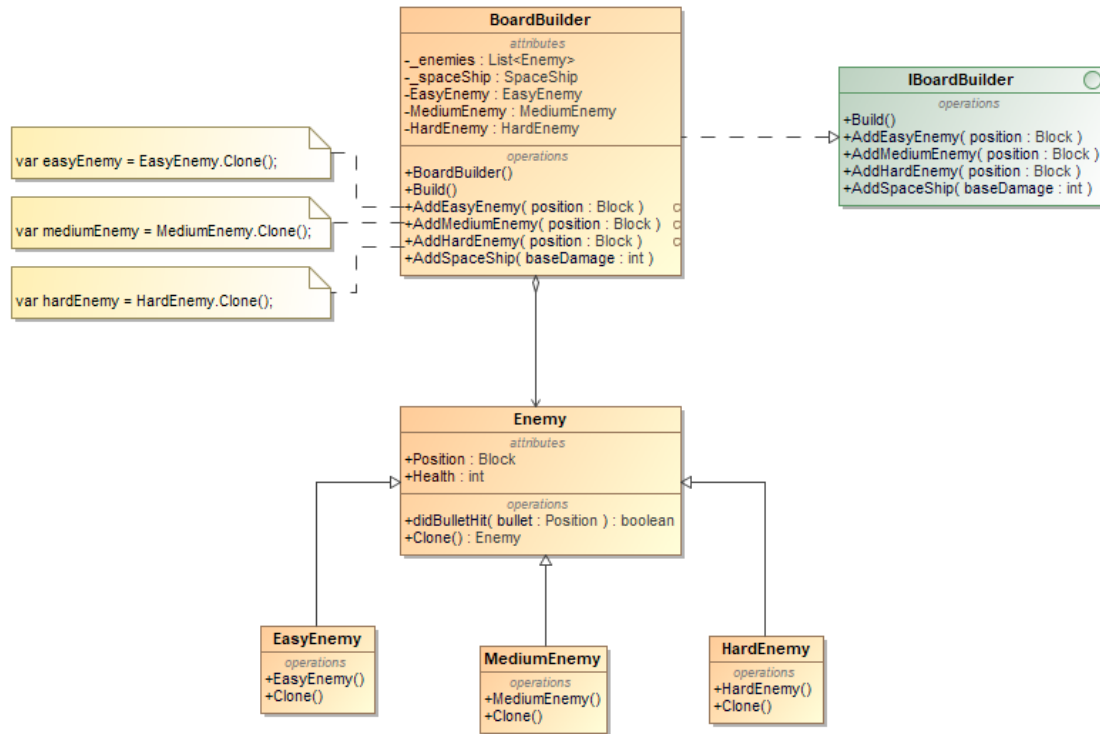 BoardBuilder
attributes
-_enemies : List<Enemy>
-_spaceShip : SpaceShip
-EasyEnemy : EasyEnemy
-MediumEnemy : MediumEnemy
-HardEnemy : HardEnemy
operations
+BoardBuilder()
+Build()
+AddEasyEnemy( position : Block )
+AddMediumEnemy( position : Block )
+AddHardEnemy( position : Block )
+AddSpaceShip( baseDamage : int )
IBoardBuilder
operations
+Build()
+AddEasyEnemy( position : Block )
+AddMediumEnemy( position : Block )
+AddHardEnemy( position : Block )
+AddSpaceShip( baseDamage : int )
var easyEnemy = EasyEnemy.Clone();
var mediumEnemy = MediumEnemy.Clone();
var hardEnemy = HardEnemy.Clone();
Enemy
attributes
+Position : Block
+Health : int
operations
+didBulletHit( bullet : Position ) : boolean
+Clone() : Enemy
EasyEnemy
operations
+EasyEnemy()
+Clone()
MediumEnemy
operations
+MediumEnemy()
+Clone()
HardEnemy
operations
+HardEnemy()
+Clone()